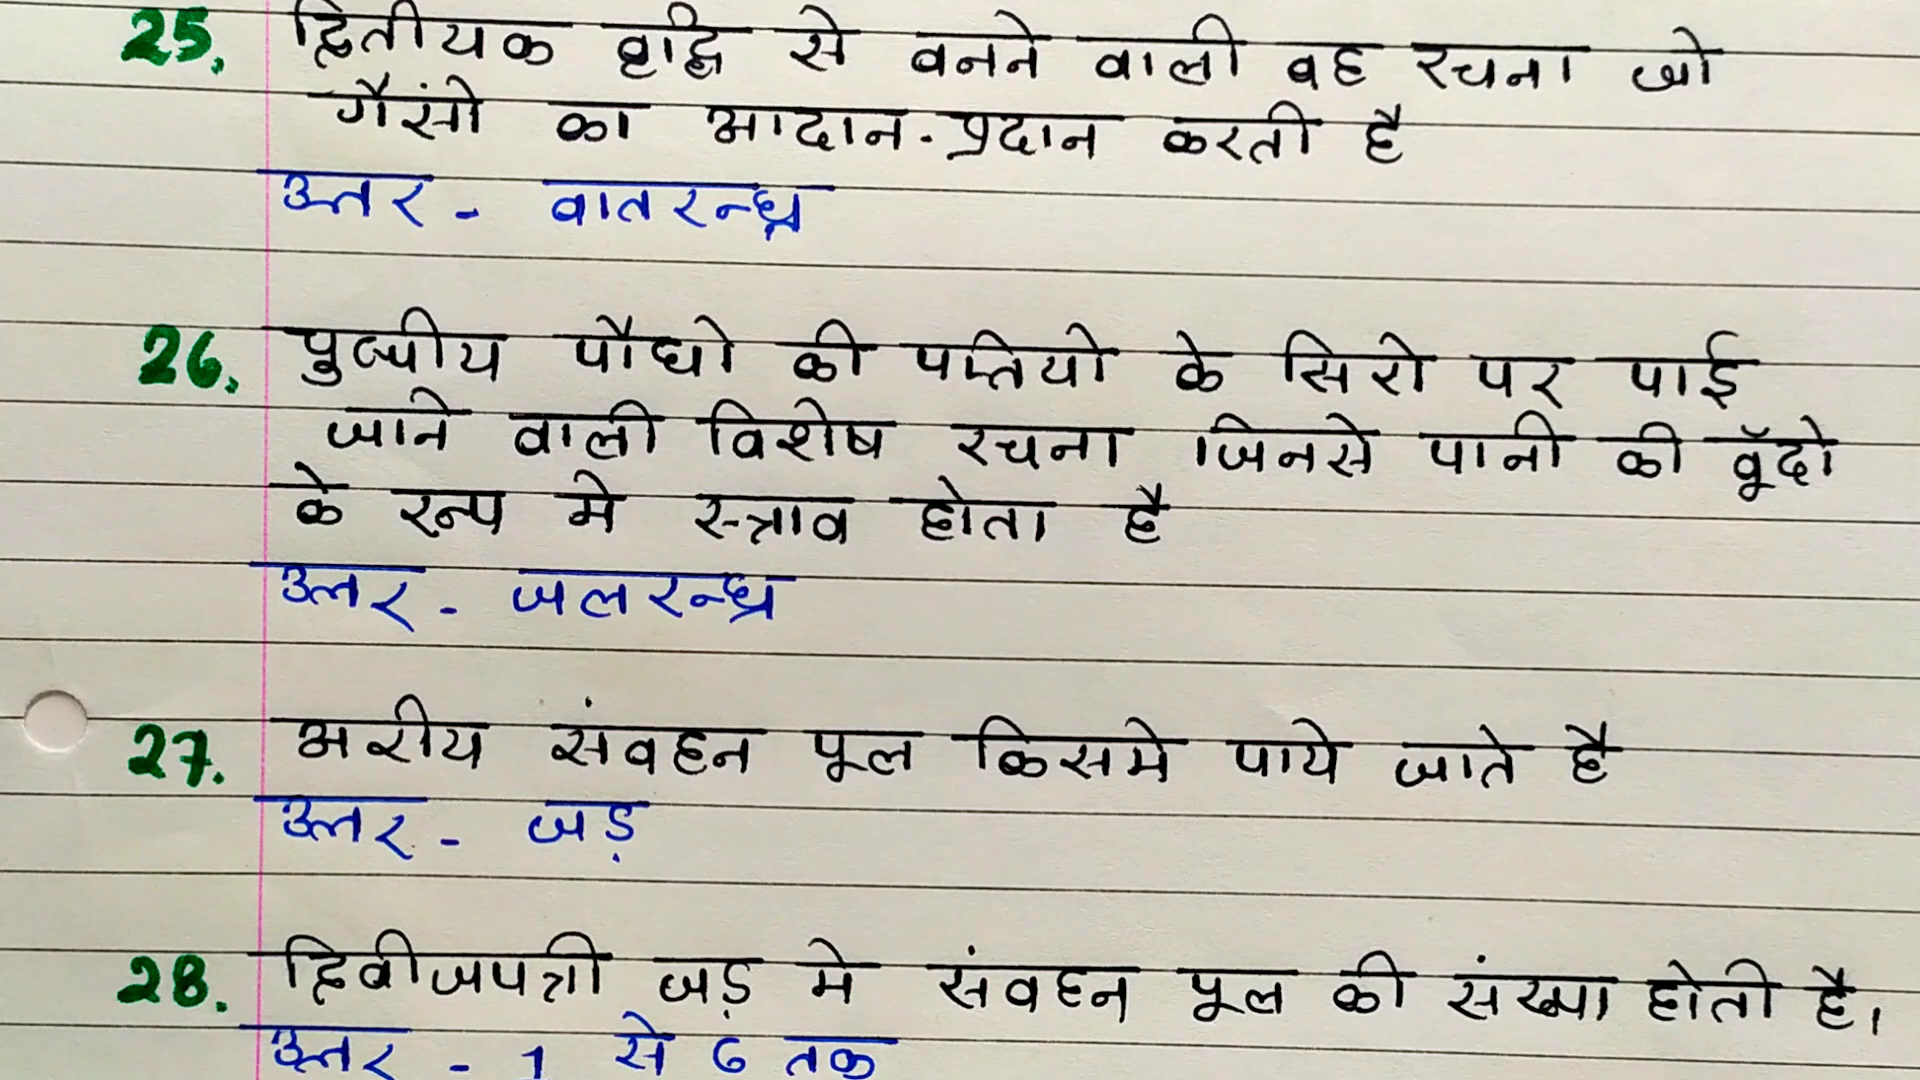 25. द्वितीयक वृद्धि से बनने वाली वह रचना जो
गैसों का आदान-प्रदान करती है
उत्तर - वातरन्ध्र
26. पुष्पीय पौधो की पत्तियो के सिरो पर पाई
जाने वाली विशेष रचना जिनसे पानी की बूँदो
के रूप मे स्त्राव होता है
उत्तर - जलरन्ध्र
27. अरीय संवहन पूल किसमे पाये जाते है
उत्तर - जड़
28. द्विबीजपत्री जड़ मे संवहन पूल की संख्या होती है।
उत्तर - 1 से 6 तक